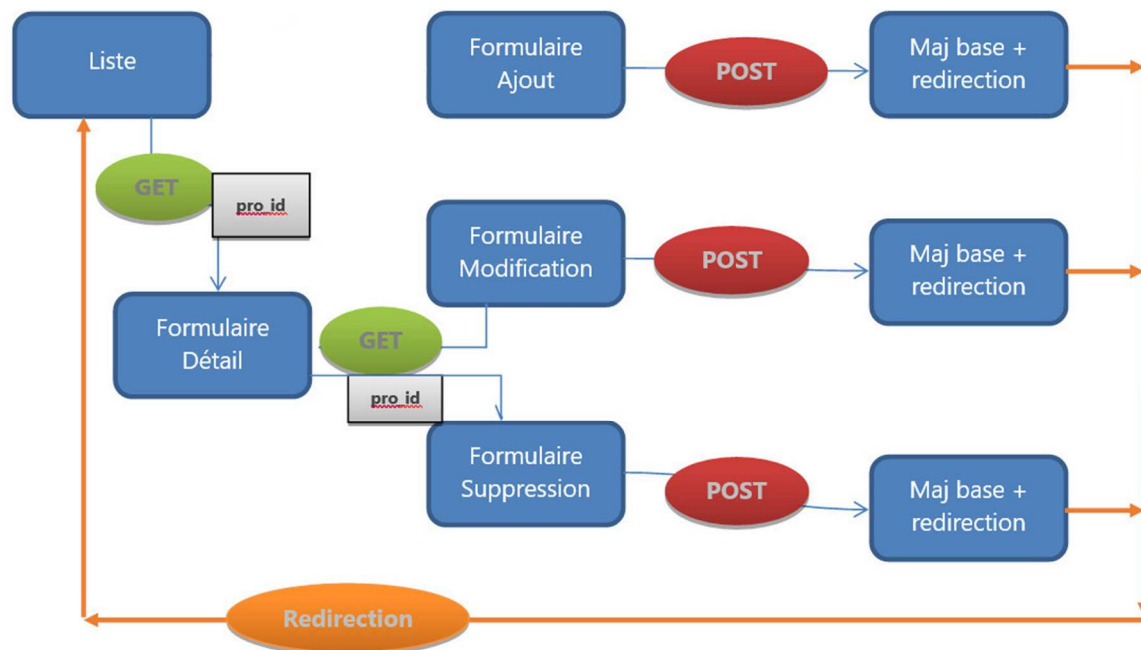 Liste
Formulaire
Ajout
POST
Maj base +
redirection
GET
pro_id
Formulaire
Modification
POST
Maj base +
redirection
Formulaire
Détail
GET
pro_id
Formulaire
Suppression
POST
Maj base +
redirection
Redirection